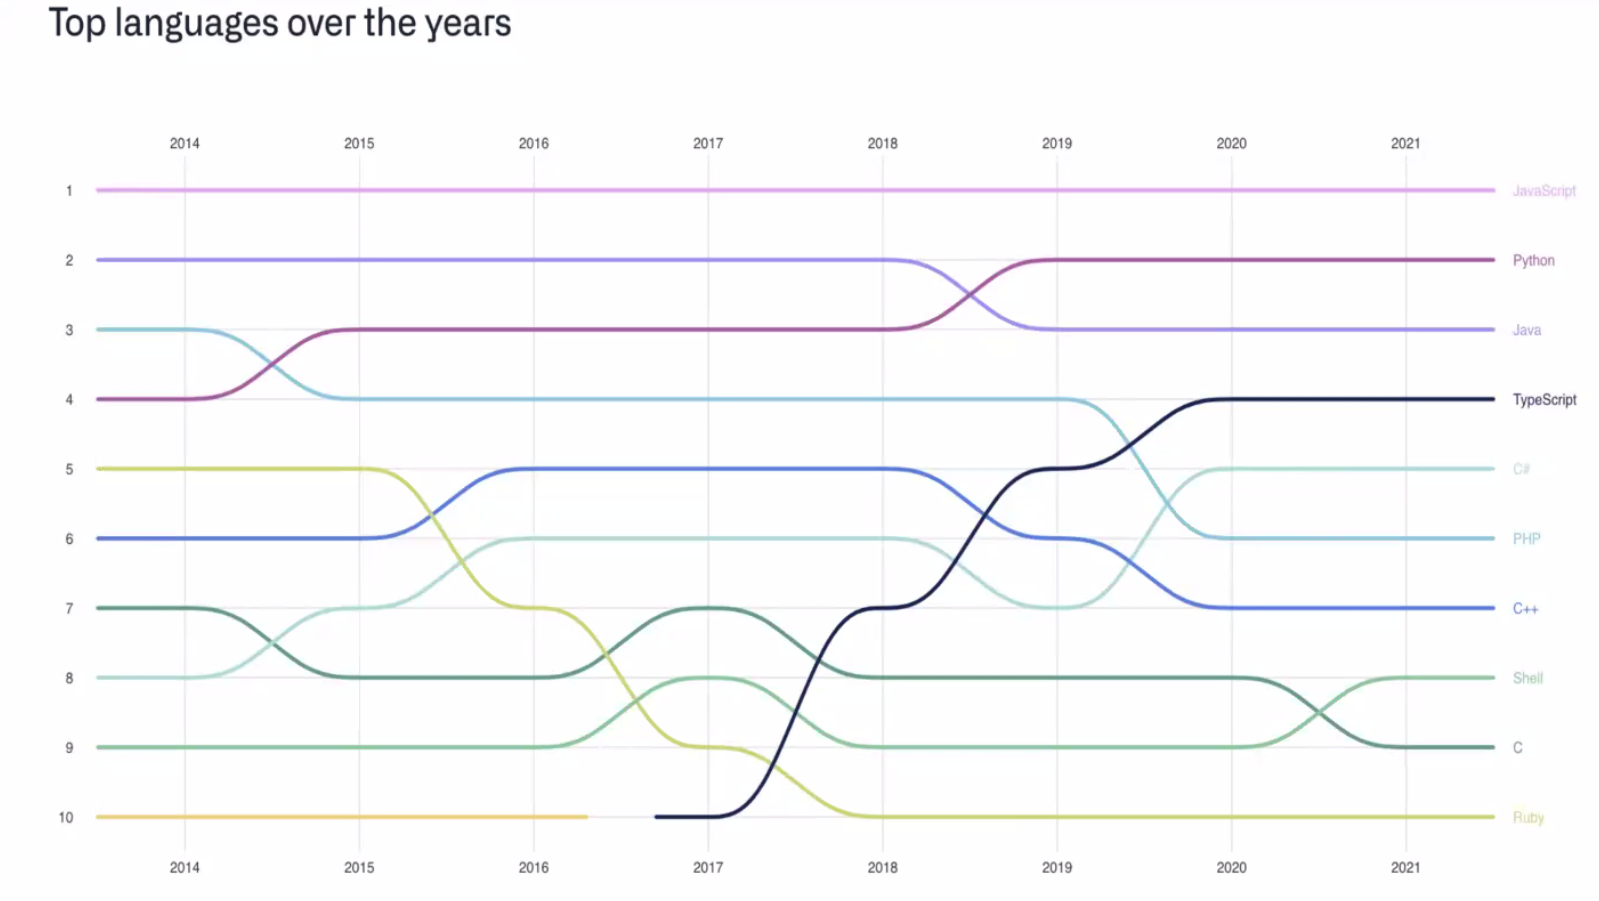 Top languages over the years
2014 2015 2016 2017 2018 2019 2020 2021
1 JavaScript
2 Python
3 Java
4 TypeScript
5 C#
6 PHP
7 C++
8 Shell
9 C
10 Ruby
2014 2015 2016 2017 2018 2019 2020 2021